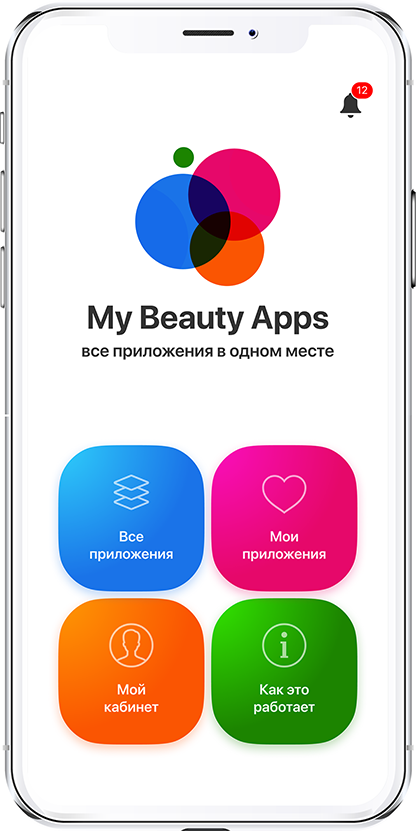 12
My Beauty Apps
все приложения в одном месте
Все
приложения
Мои
приложения
Мой
кабинет
Как это
работает